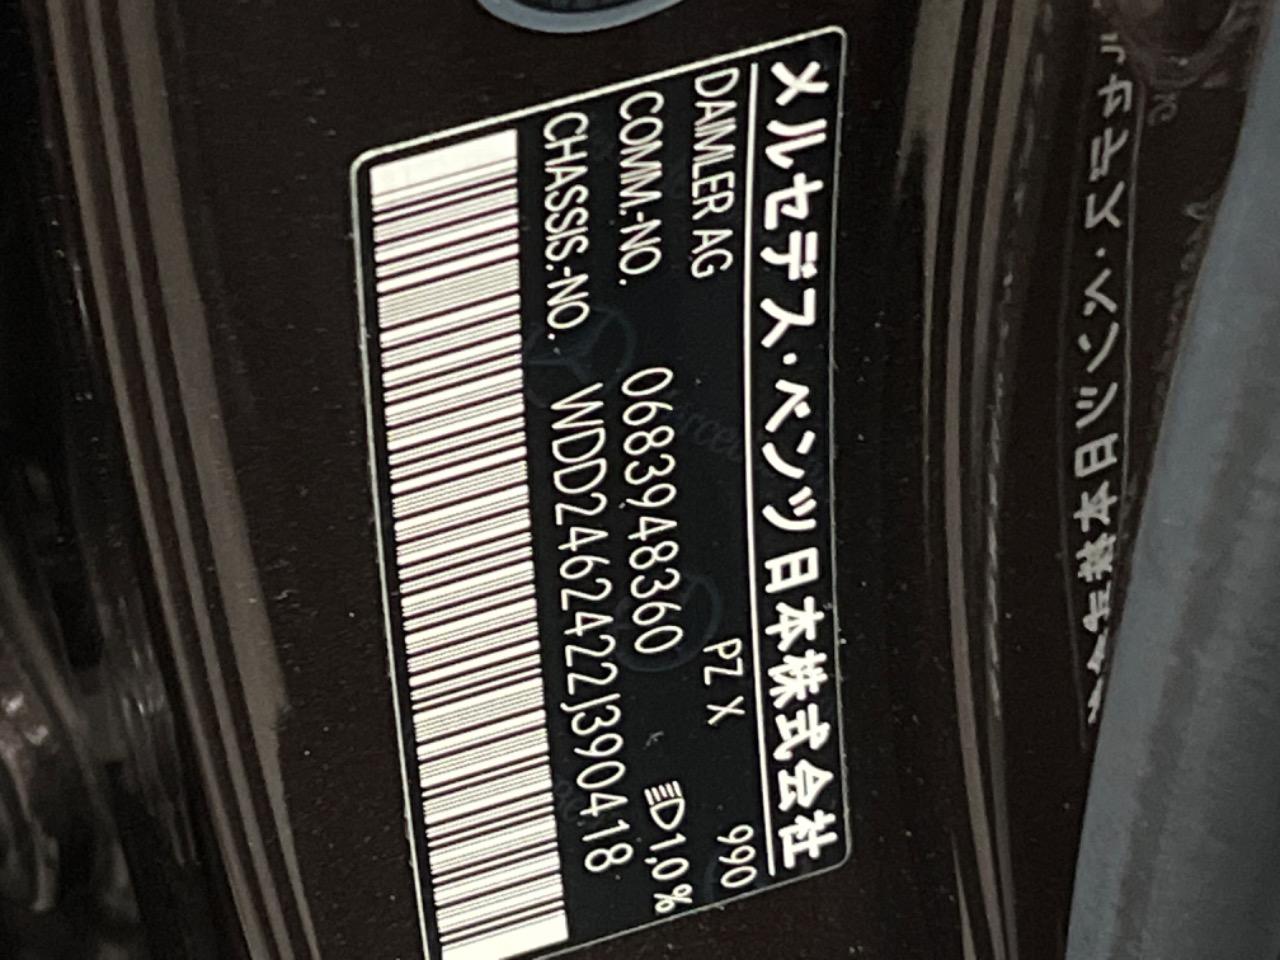 メルセデス・ベンツ日本株式会社
DAIMLER AG PZ X 990
COMM.-NO. 0683948360 1,0%
CHASSIS.-NO. WDD2462422J390418